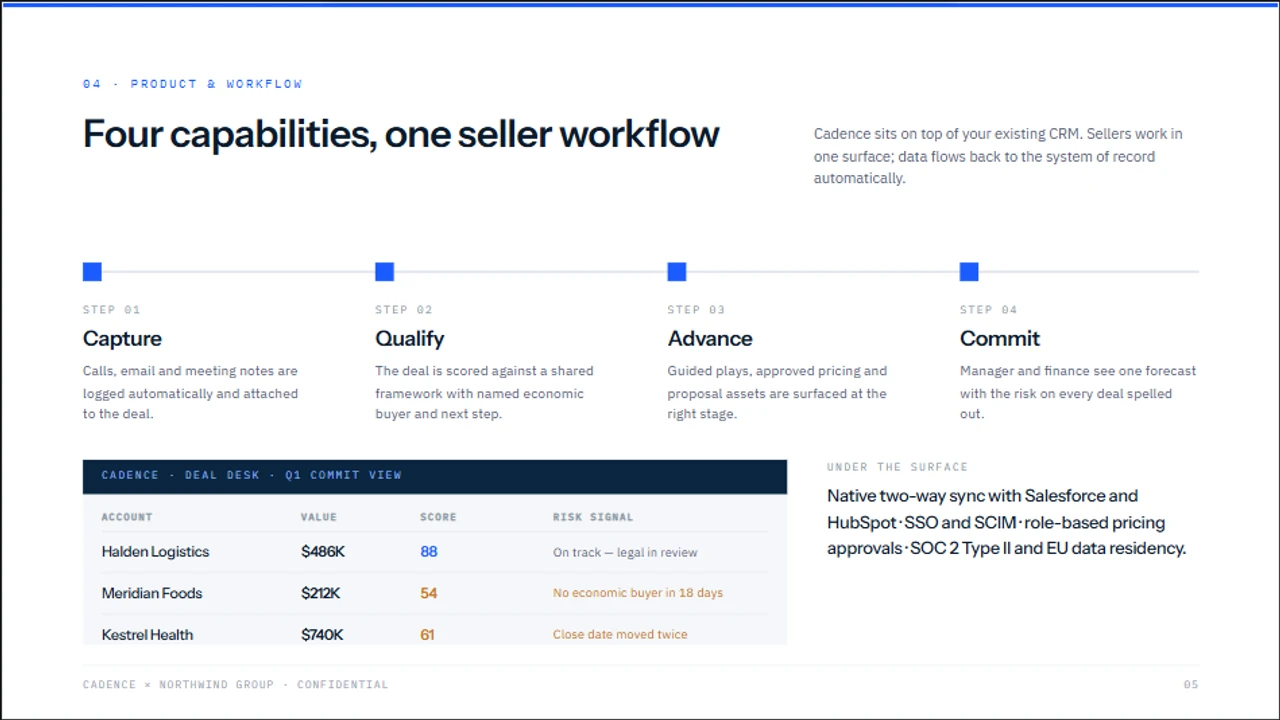 04 · PRODUCT & WORKFLOW
Four capabilities, one seller workflow
Cadence sits on top of your existing CRM. Sellers work in
one surface; data flows back to the system of record
automatically.
STEP 01
Capture
Calls, email and meeting notes are
logged automatically and attached
to the deal.
STEP 02
Qualify
The deal is scored against a shared
framework with named economic
buyer and next step.
STEP 03
Advance
Guided plays, approved pricing and
proposal assets are surfaced at the
right stage.
STEP 04
Commit
Manager and finance see one forecast
with the risk on every deal spelled
out.
CADENCE · DEAL DESK · Q1 COMMIT VIEW
ACCOUNT VALUE SCORE RISK SIGNAL
Halden Logistics $486K 88 On track — legal in review
Meridian Foods $212K 54 No economic buyer in 18 days
Kestrel Health $740K 61 Close date moved twice
UNDER THE SURFACE
Native two-way sync with Salesforce and
HubSpot · SSO and SCIM · role-based pricing
approvals · SOC 2 Type II and EU data residency.
CADENCE × NORTHWIND GROUP · CONFIDENTIAL
05